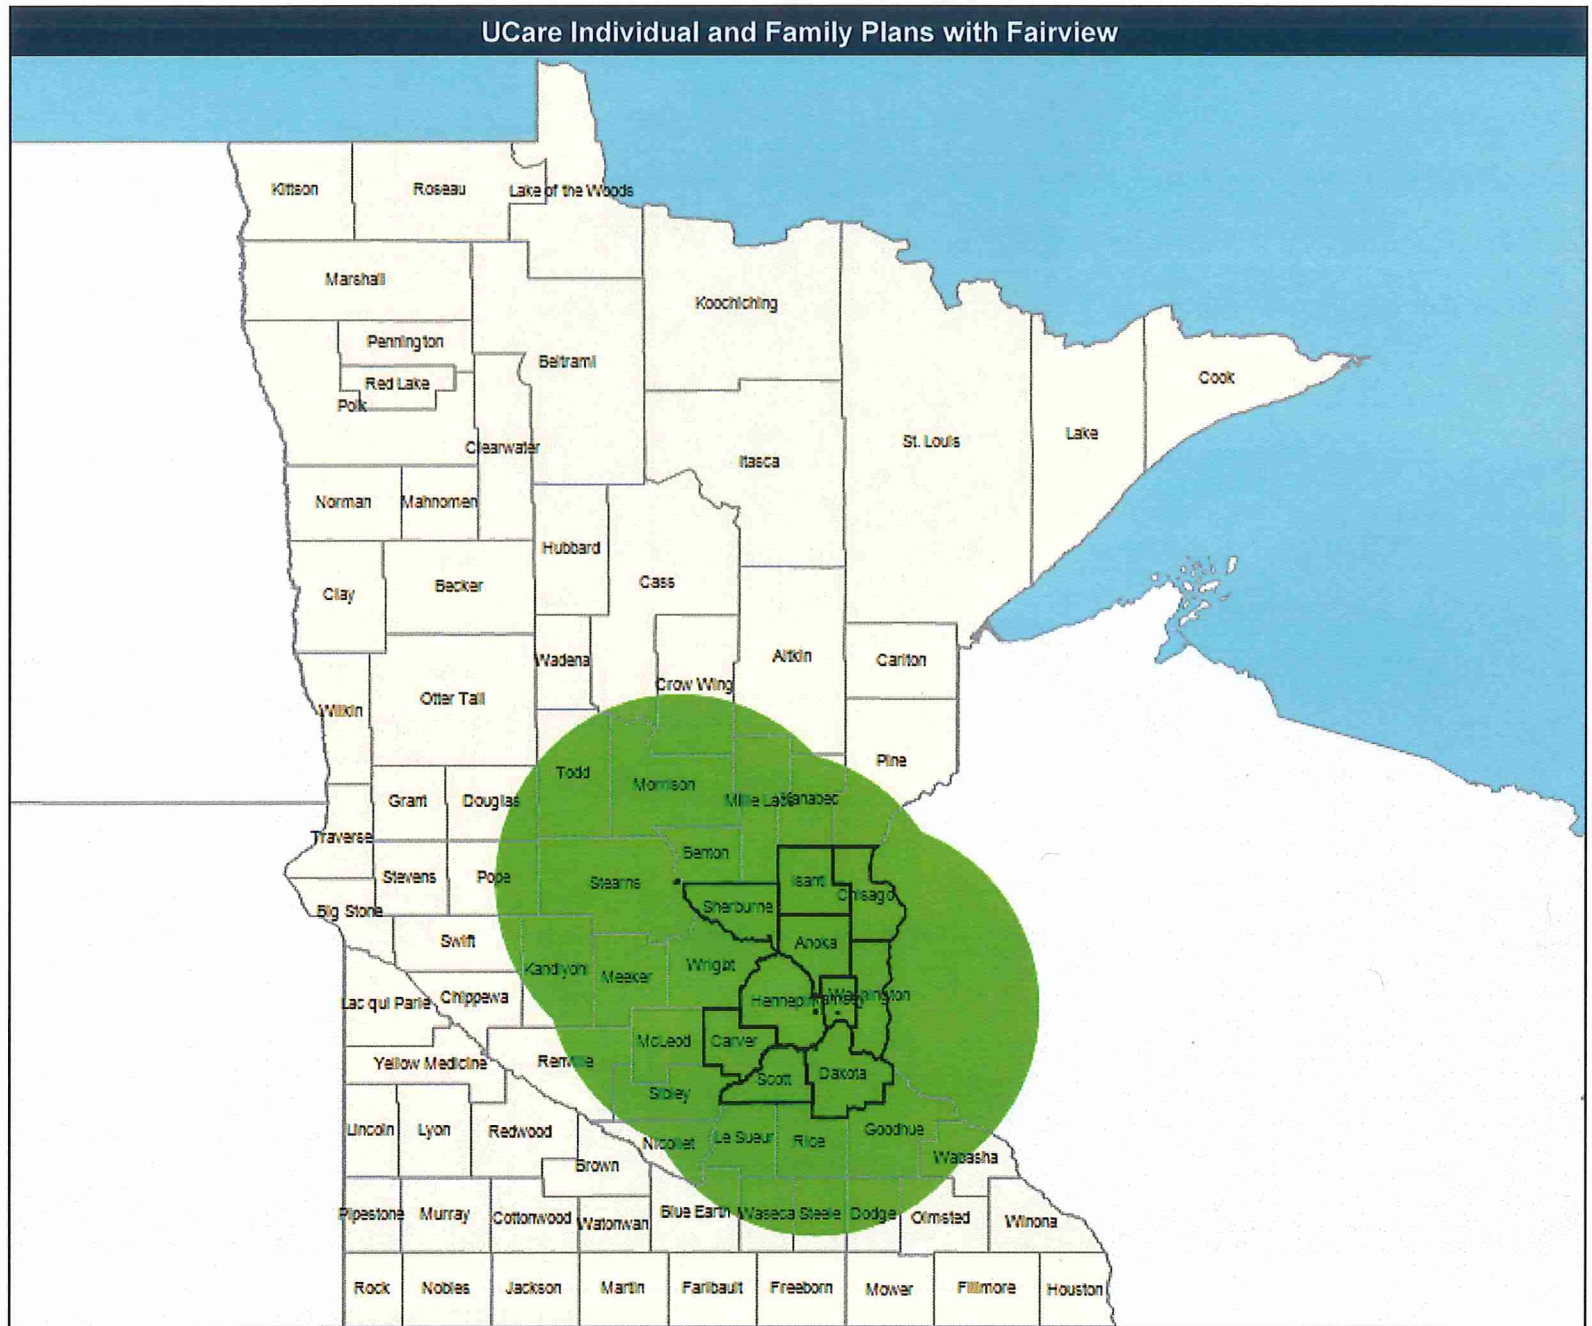 UCare Individual and Family Plans with Fairview
Kittson
Roseau
Lake of the Woods
Marshall
Koochiching
Pennington
Beltrami
Red Lake
Cook
Polk
Lake
St. Louis
Clearwater
Itasca
Norman
Mahnomen
Hubbard
Cass
Becker
Clay
Wadena
Aitkin
Carlton
Crow Wing
Otter Tail
Wilkin
Pine
Todd
Morrison
Grant
Douglas
Mille Lacs
Kanabec
Traverse
Benton
Stevens
Pope
Stearns
Isanti
Chisago
Sherburne
Big Stone
Swift
Anoka
Wright
Kandiyohi
Meeker
Washington
Hennepin
Ramsey
Chippewa
Lac qui Parle
McLeod
Carver
Renville
Yellow Medicine
Dakota
Scott
Sibley
Lincoln
Lyon
Redwood
Goodhue
Le Sueur
Rice
Nicollet
Wabasha
Brown
Blue Earth
Pipestone
Murray
Cottonwood
Watonwan
Waseca
Steele
Dodge
Olmsted
Winona
Rock
Nobles
Jackson
Martin
Faribault
Freeborn
Mower
Fillmore
Houston